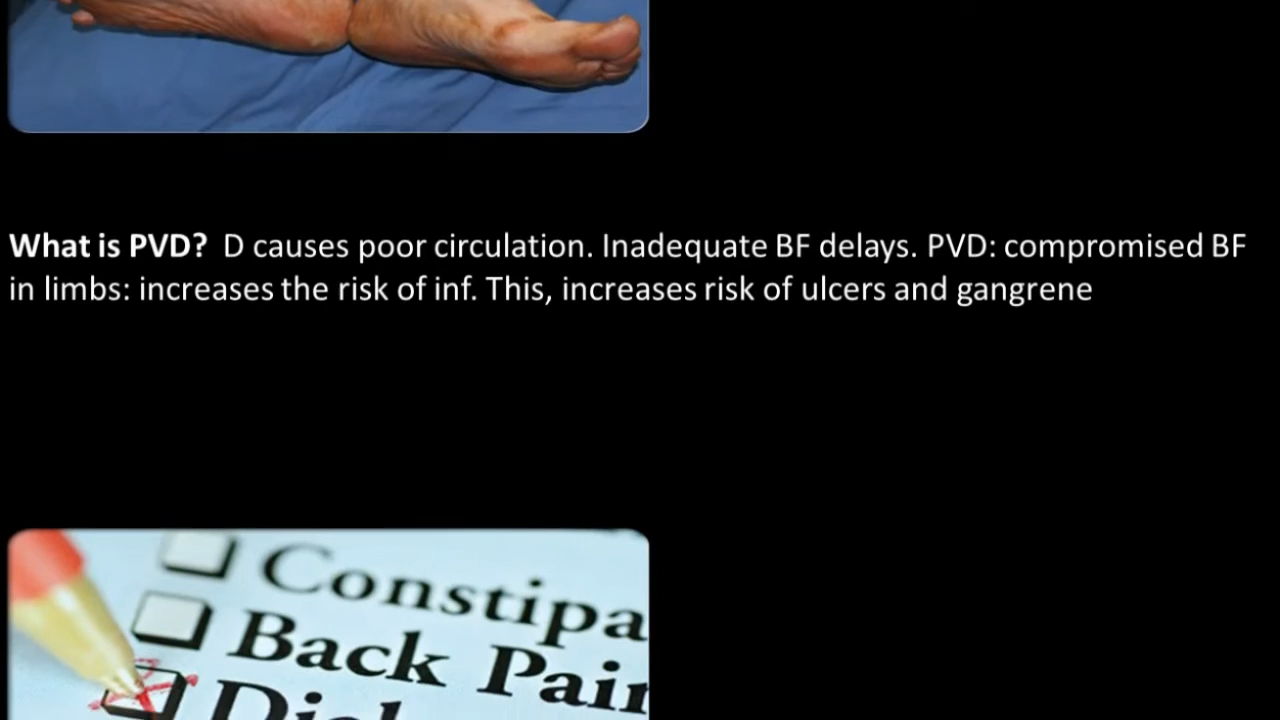 What is PVD? D causes poor circulation. Inadequate BF delays. PVD: compromised BF
in limbs: increases the risk of inf. This, increases risk of ulcers and gangrene
Constipa
Back Pain